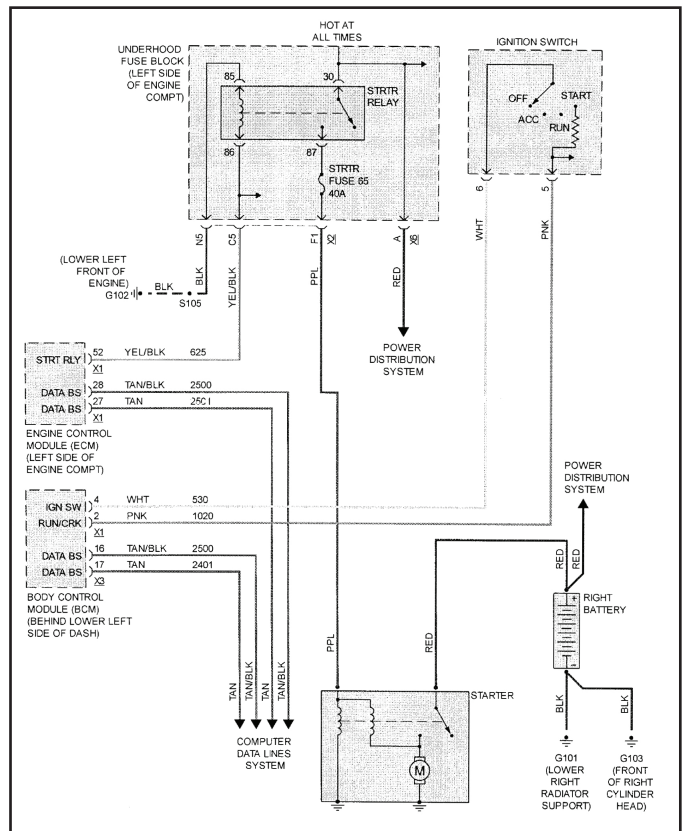 HOT AT
ALL TIMES
UNDERHOOD
FUSE BLOCK
(LEFT SIDE
OF ENGINE
COMPT)
85
30
STRTR
RELAY
86
87
STRTR
FUSE 65
40A
IGNITION SWITCH
OFF
START
ACC
RUN
6
5
N5
C5
F1
X2
A
X6
WHT
PNK
(LOWER LEFT
FRONT OF
ENGINE)
G102
BLK
S105
BLK
YEL/BLK
PPL
RED
POWER
DISTRIBUTION
SYSTEM
STRT RLY
52
YEL/BLK
625
X1
DATA BS
28
TAN/BLK
2500
DATA BS
27
TAN
25C1
X1
ENGINE CONTROL
MODULE (ECM)
(LEFT SIDE OF
ENGINE COMPT)
IGN SW
4
WHT
530
RUN/CRK
2
PNK
1020
X1
DATA BS
16
TAN/BLK
2500
DATA BS
17
TAN
2401
X3
BODY CONTROL
MODULE (BCM)
(BEHIND LOWER LEFT
SIDE OF DASH)
TAN
TAN/BLK
TAN
TAN/BLK
COMPUTER
DATA LINES
SYSTEM
PPL
RED
STARTER
M
POWER
DISTRIBUTION
SYSTEM
RED
RED
+
RIGHT
BATTERY
-
BLK
BLK
G101
(LOWER
RIGHT
RADIATOR
SUPPORT)
G103
(FRONT
OF RIGHT
CYLINDER
HEAD)